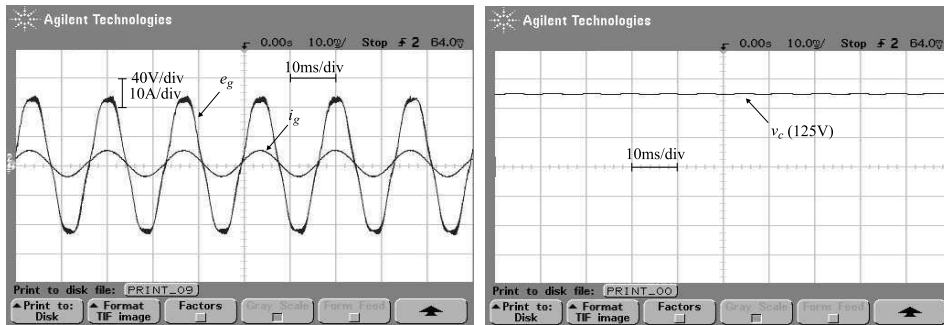 Agilent Technologies
0.00s 10.0㎳/ Stop ⨍ 2 64.0V
40V/div
10A/div
e_g
10ms/div
i_g
Print to disk file: PRINT_09
Print to: Disk
Format TIF image
Factors
Gray Scale
Form Feed
Agilent Technologies
0.00s 10.0㎳/ Stop ⨍ 2 64.0V
v_c (125V)
10ms/div
Print to disk file: PRINT_00
Print to: Disk
Format TIF image
Factors
Gray Scale
Form Feed